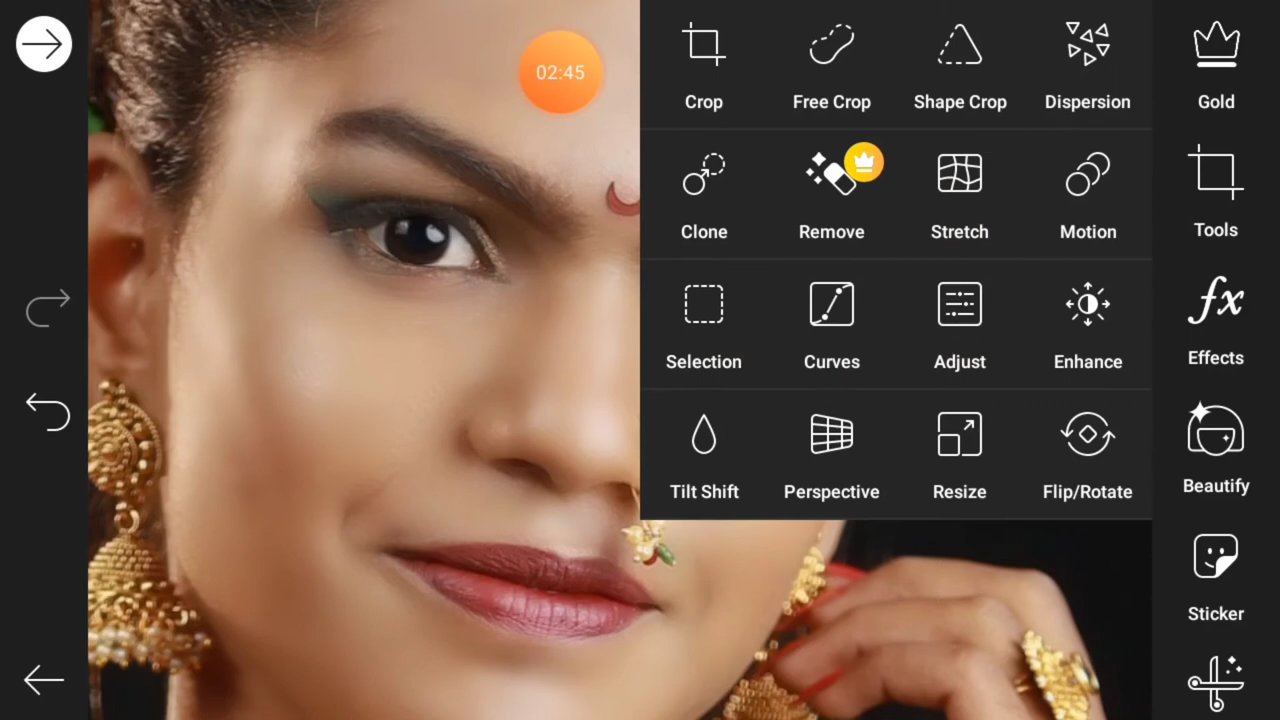 02:45
Crop
Free Crop
Shape Crop
Dispersion
Gold
Clone
Remove
Stretch
Motion
Tools
Selection
Curves
Adjust
Enhance
fx
Effects
Tilt Shift
Perspective
Resize
Flip/Rotate
Beautify
Sticker